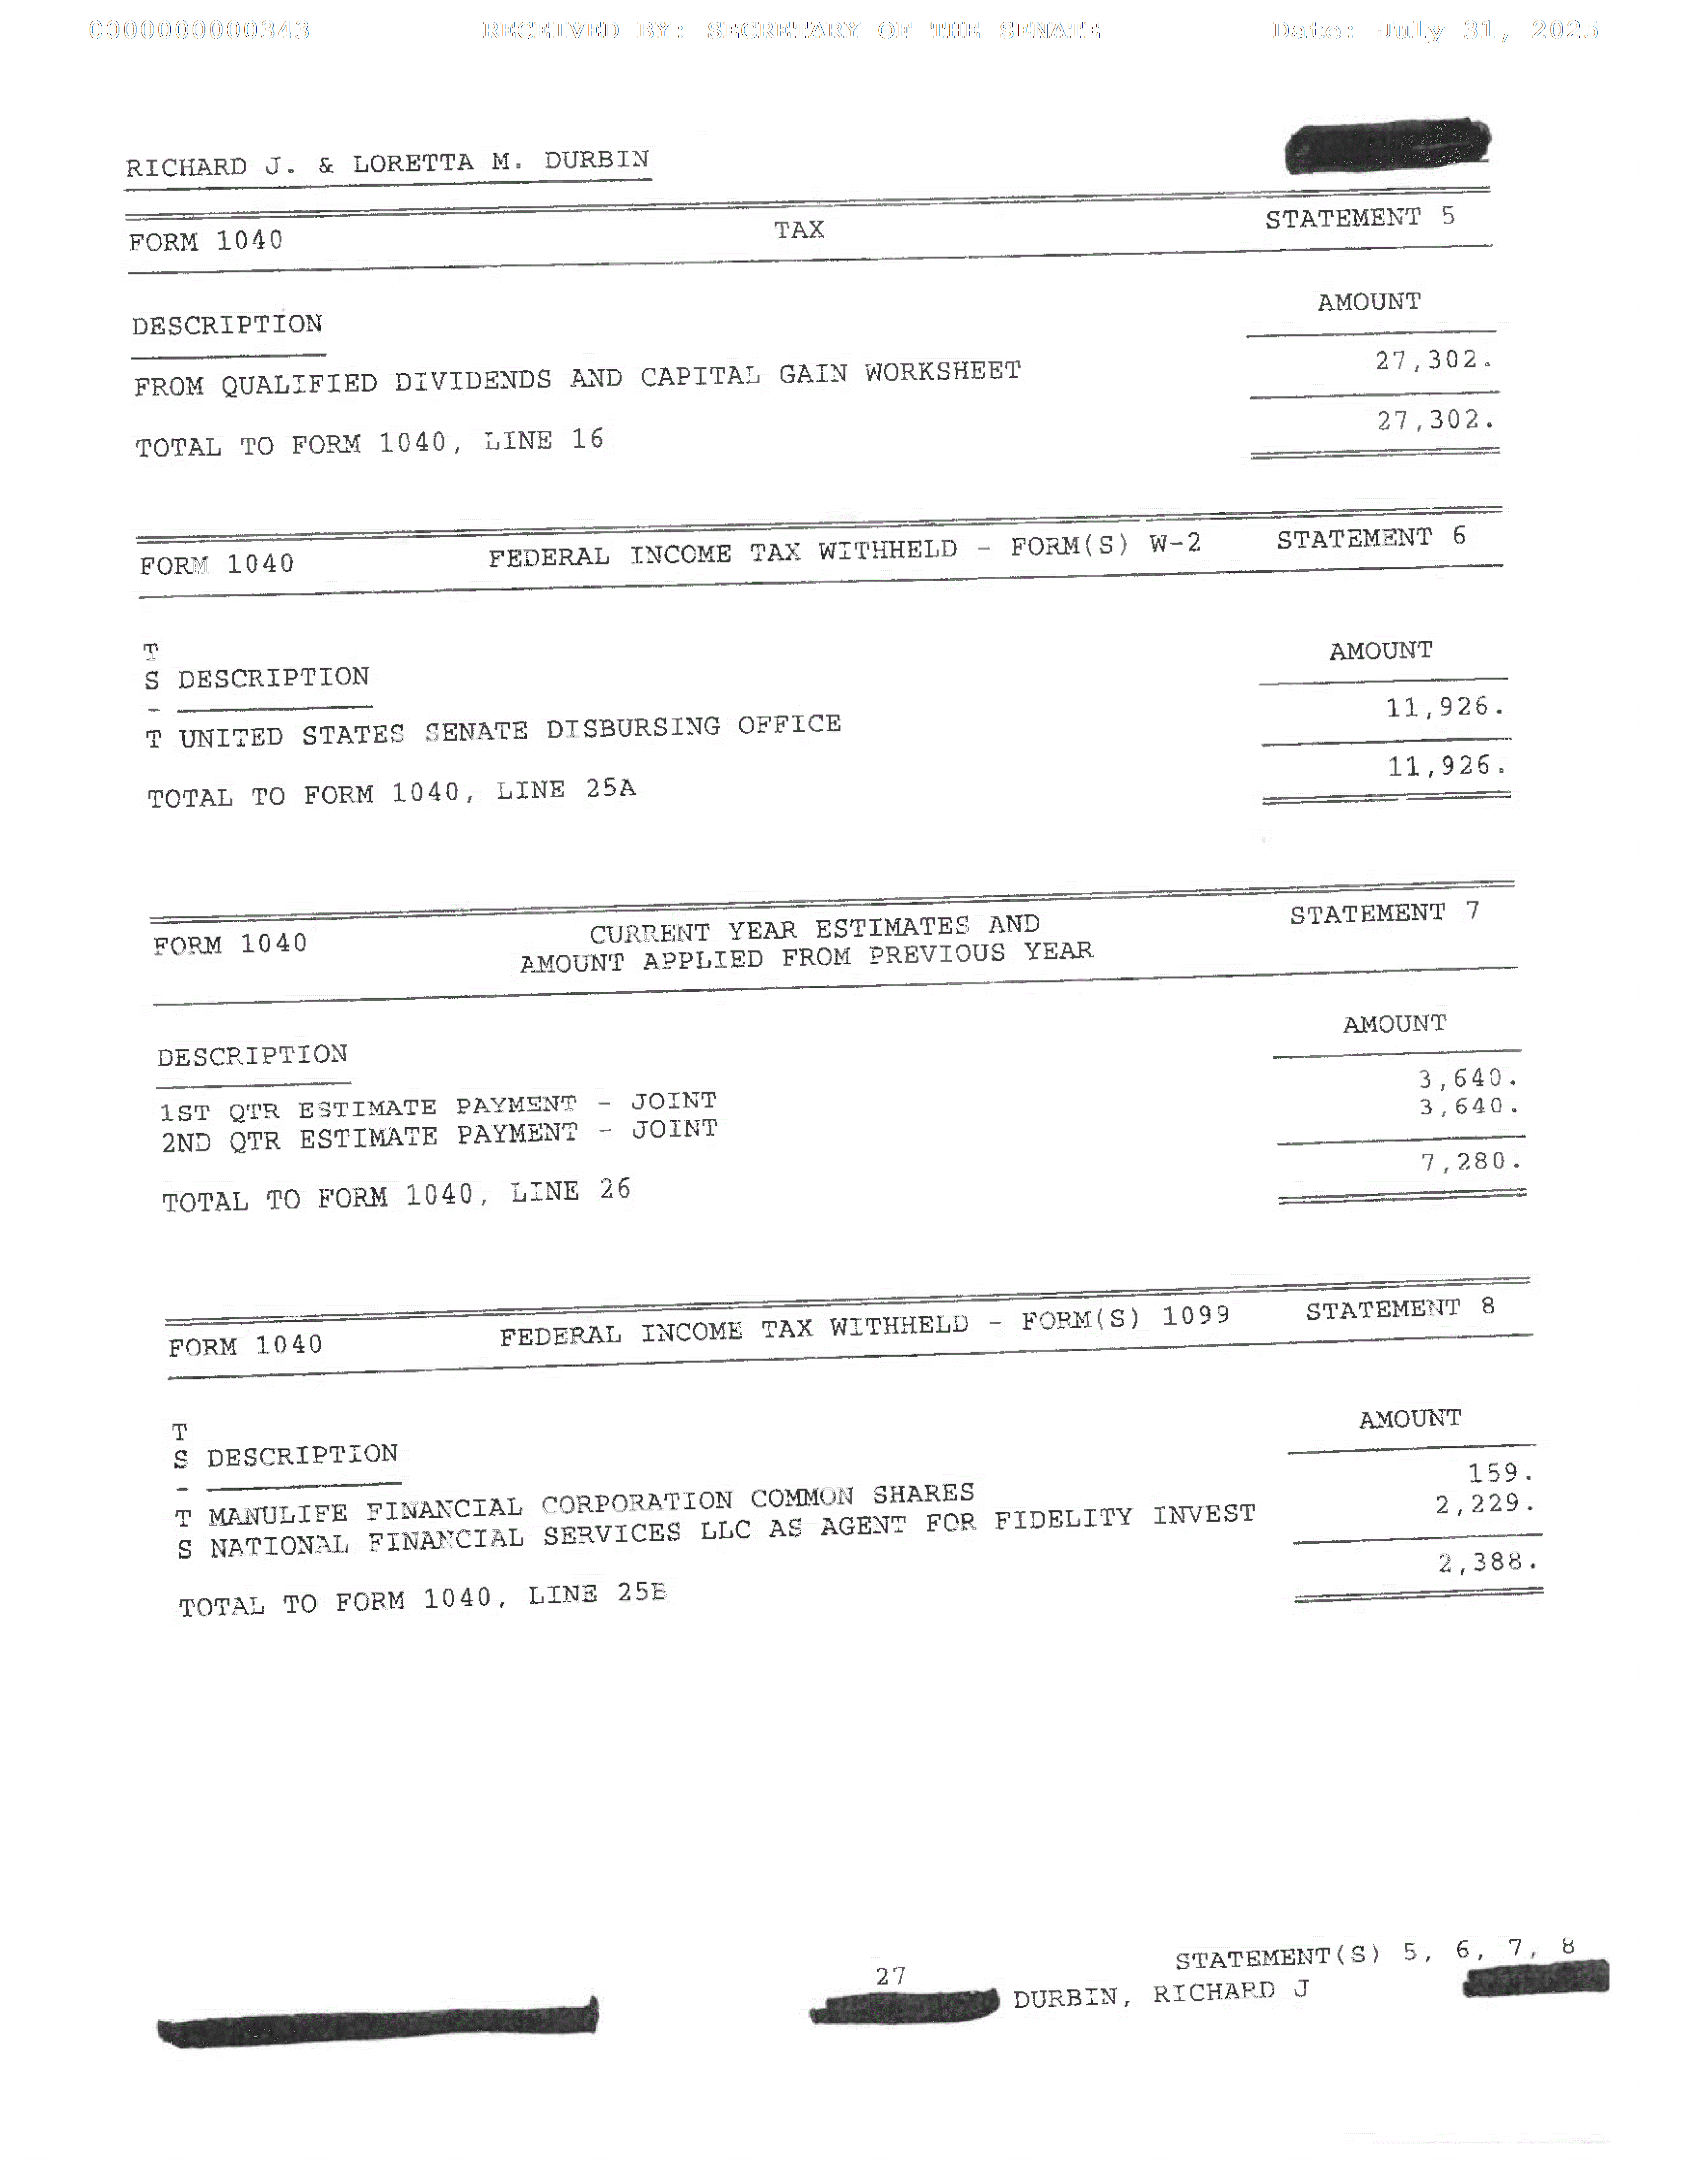 0000000000343 RECEIVED BY: SECRETARY OF THE SENATE Date: July 31, 2025
RICHARD J. & LORETTA M. DURBIN
FORM 1040 TAX STATEMENT 5
DESCRIPTION AMOUNT
FROM QUALIFIED DIVIDENDS AND CAPITAL GAIN WORKSHEET 27,302.
TOTAL TO FORM 1040, LINE 16 27,302.
FORM 1040 FEDERAL INCOME TAX WITHHELD - FORM(S) W-2 STATEMENT 6
T
S DESCRIPTION AMOUNT
T UNITED STATES SENATE DISBURSING OFFICE 11,926.
TOTAL TO FORM 1040, LINE 25A 11,926.
FORM 1040 CURRENT YEAR ESTIMATES AND STATEMENT 7
AMOUNT APPLIED FROM PREVIOUS YEAR
DESCRIPTION AMOUNT
1ST QTR ESTIMATE PAYMENT - JOINT 3,640.
2ND QTR ESTIMATE PAYMENT - JOINT 3,640.
TOTAL TO FORM 1040, LINE 26 7,280.
FORM 1040 FEDERAL INCOME TAX WITHHELD - FORM(S) 1099 STATEMENT 8
T
S DESCRIPTION AMOUNT
T MANULIFE FINANCIAL CORPORATION COMMON SHARES 159.
S NATIONAL FINANCIAL SERVICES LLC AS AGENT FOR FIDELITY INVEST 2,229.
TOTAL TO FORM 1040, LINE 25B 2,388.
27 STATEMENT(S) 5, 6, 7, 8
DURBIN, RICHARD J